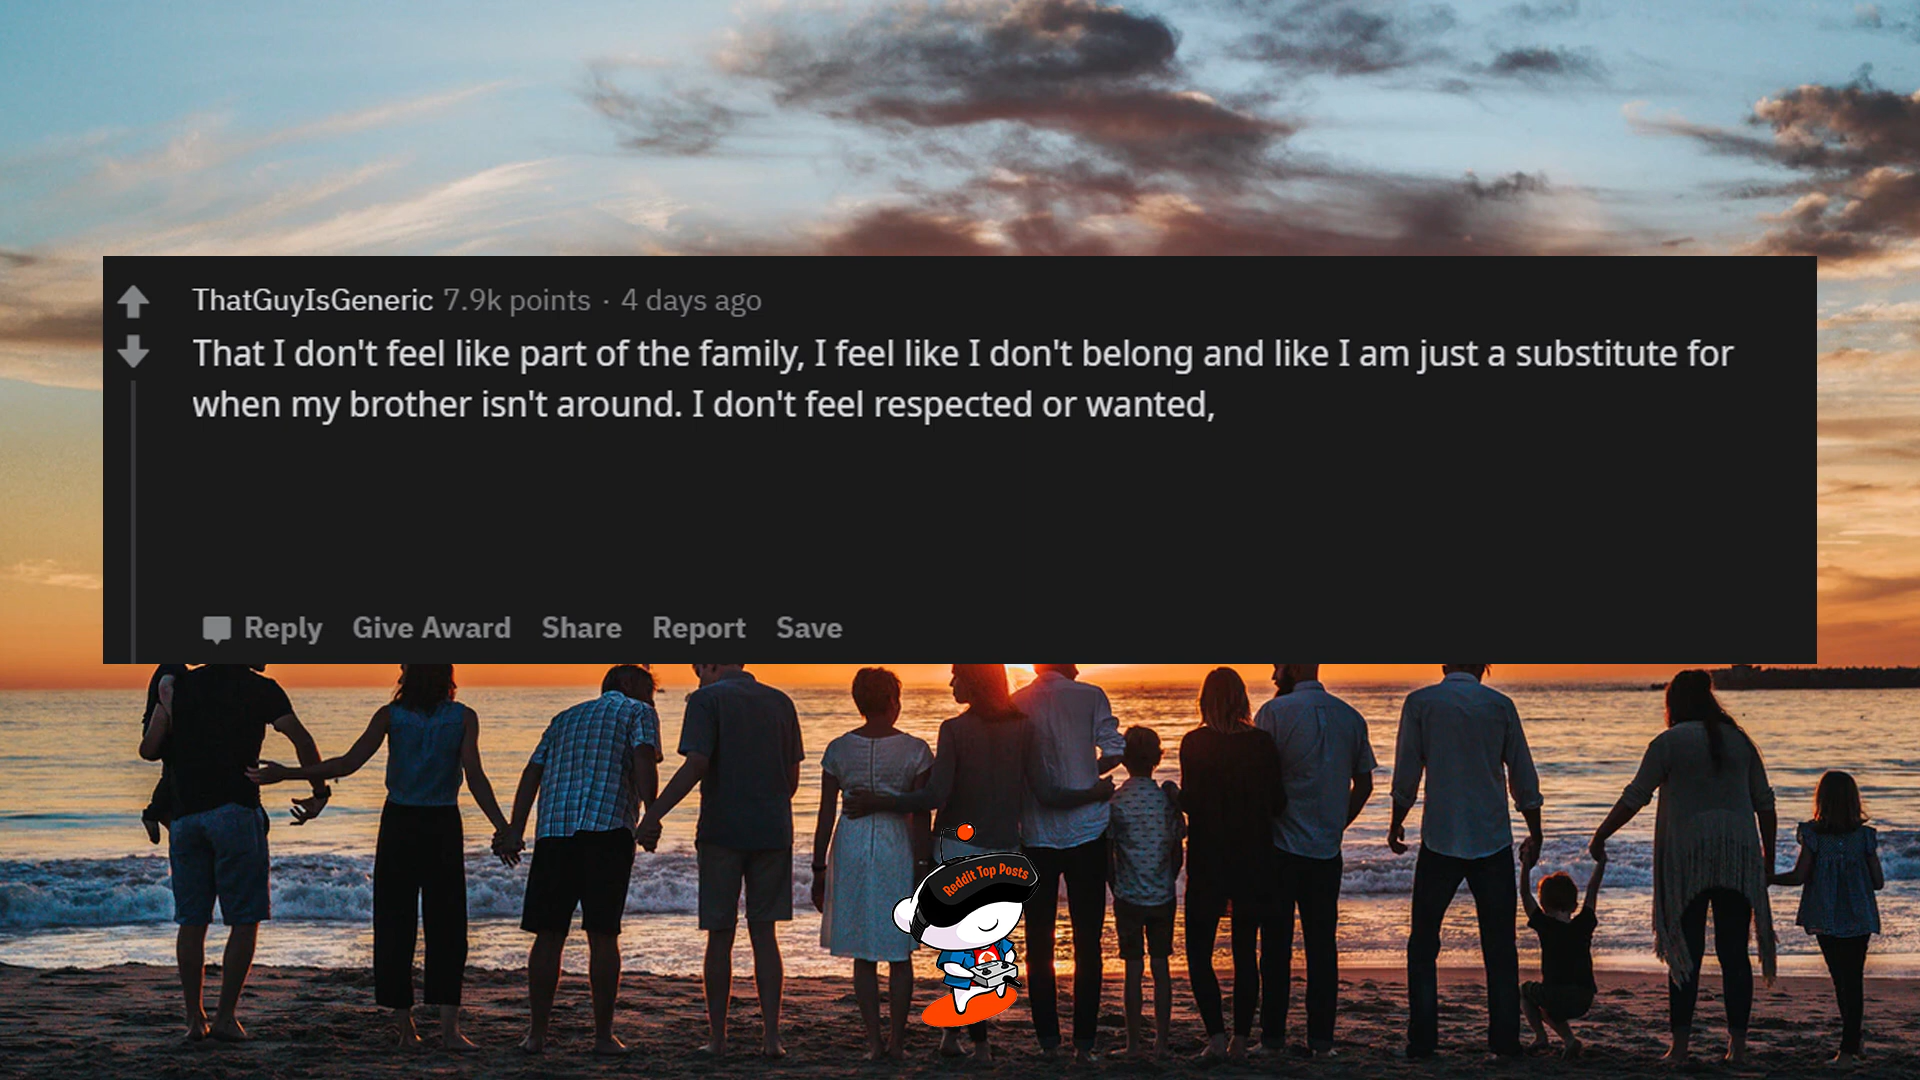 ThatGuyIsGeneric 7.9k points · 4 days ago
That I don't feel like part of the family, I feel like I don't belong and like I am just a substitute for
when my brother isn't around. I don't feel respected or wanted,
Reply Give Award Share Report Save
Reddit Top Posts